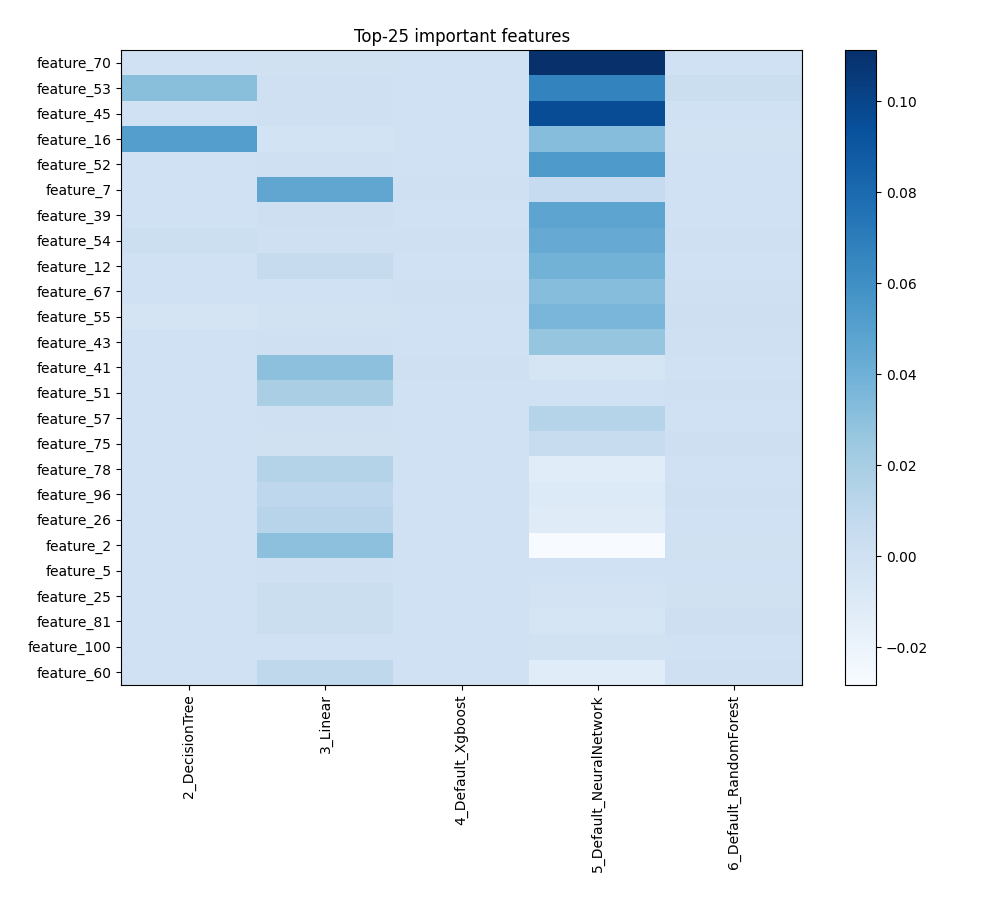 Top-25 important features
feature_70
feature_53
feature_45
feature_16
feature_52
feature_7
feature_39
feature_54
feature_12
feature_67
feature_55
feature_43
feature_41
feature_51
feature_57
feature_75
feature_78
feature_96
feature_26
feature_2
feature_5
feature_25
feature_81
feature_100
feature_60
2_DecisionTree
3_Linear
4_Default_Xgboost
5_Default_NeuralNetwork
6_Default_RandomForest
0.10
0.08
0.06
0.04
0.02
0.00
−0.02